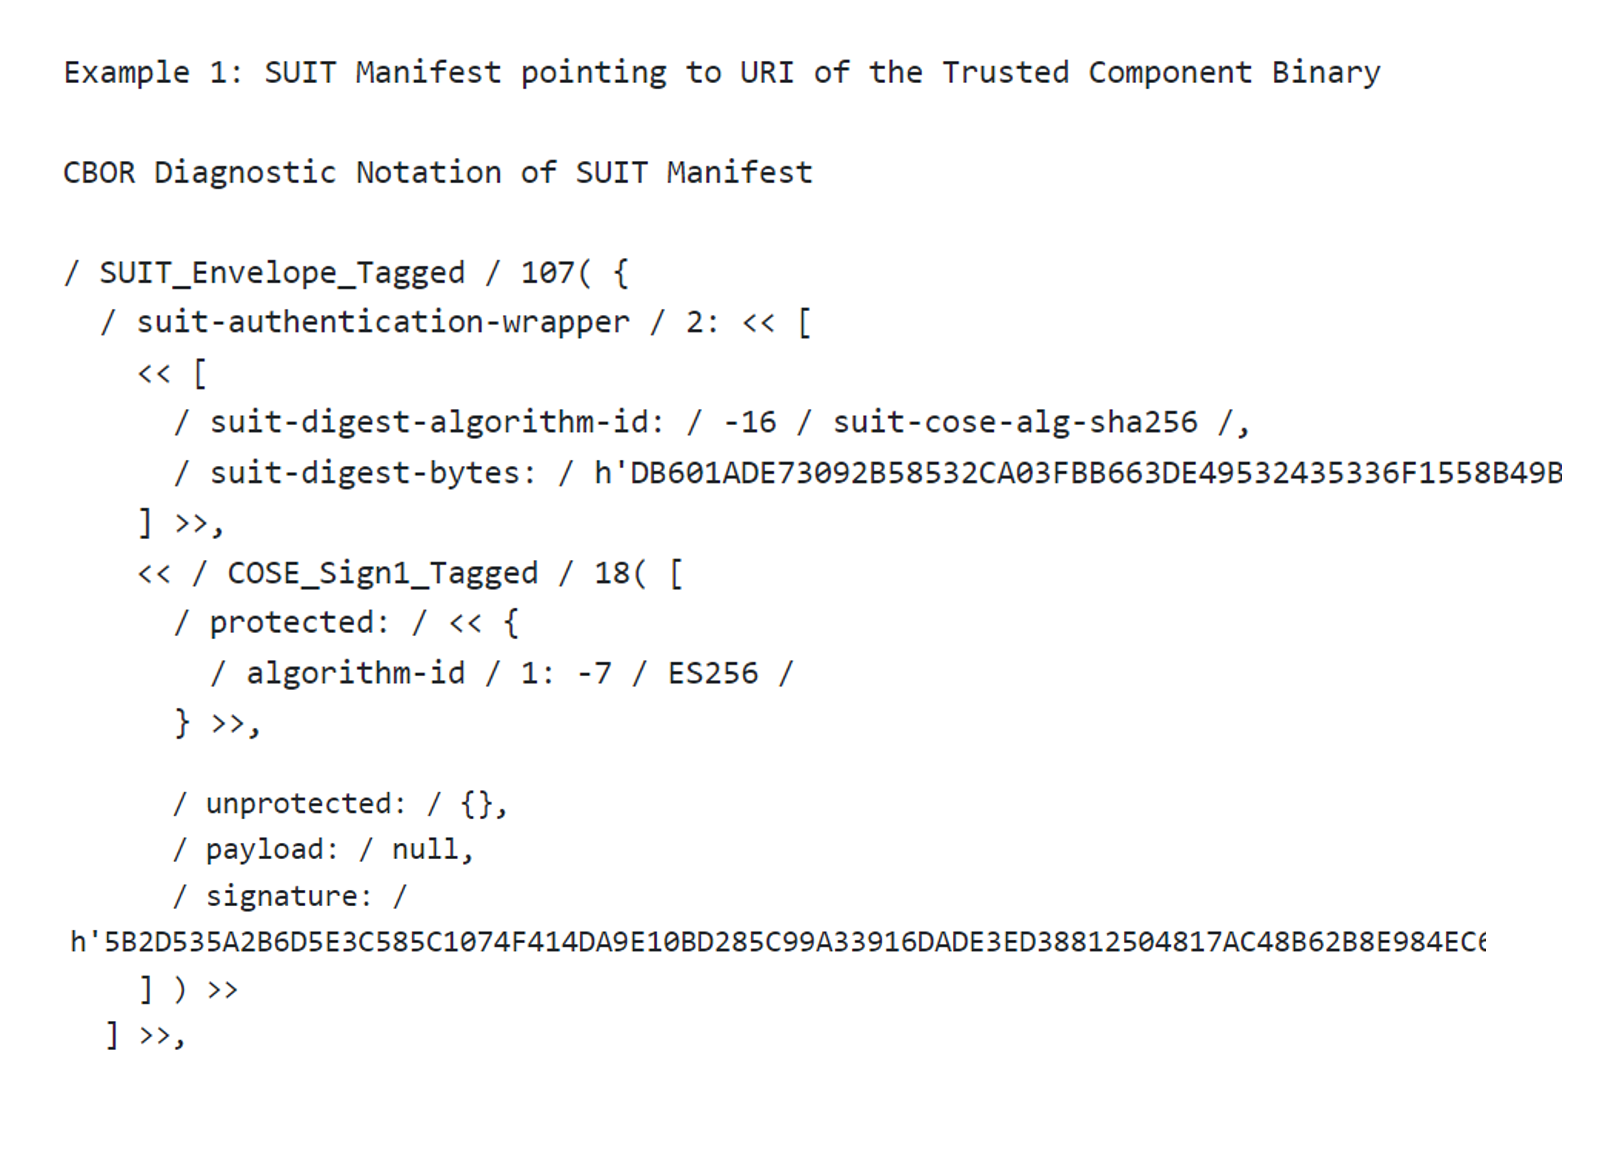 Example 1: SUIT Manifest pointing to URI of the Trusted Component Binary
CBOR Diagnostic Notation of SUIT Manifest
/ SUIT_Envelope_Tagged / 107( {
/ suit-authentication-wrapper / 2: << [
<< [
/ suit-digest-algorithm-id: / -16 / suit-cose-alg-sha256 /,
/ suit-digest-bytes: / h'DB601ADE73092B58532CA03FBB663DE49532435336F1558B49B
] >>,
<< / COSE_Sign1_Tagged / 18( [
/ protected: / << {
/ algorithm-id / 1: -7 / ES256 /
} >>,
/ unprotected: / {},
/ payload: / null,
/ signature: /
h'5B2D535A2B6D5E3C585C1074F414DA9E10BD285C99A33916DADE3ED38812504817AC48B62B8E984EC6
] ) >>
] >>,